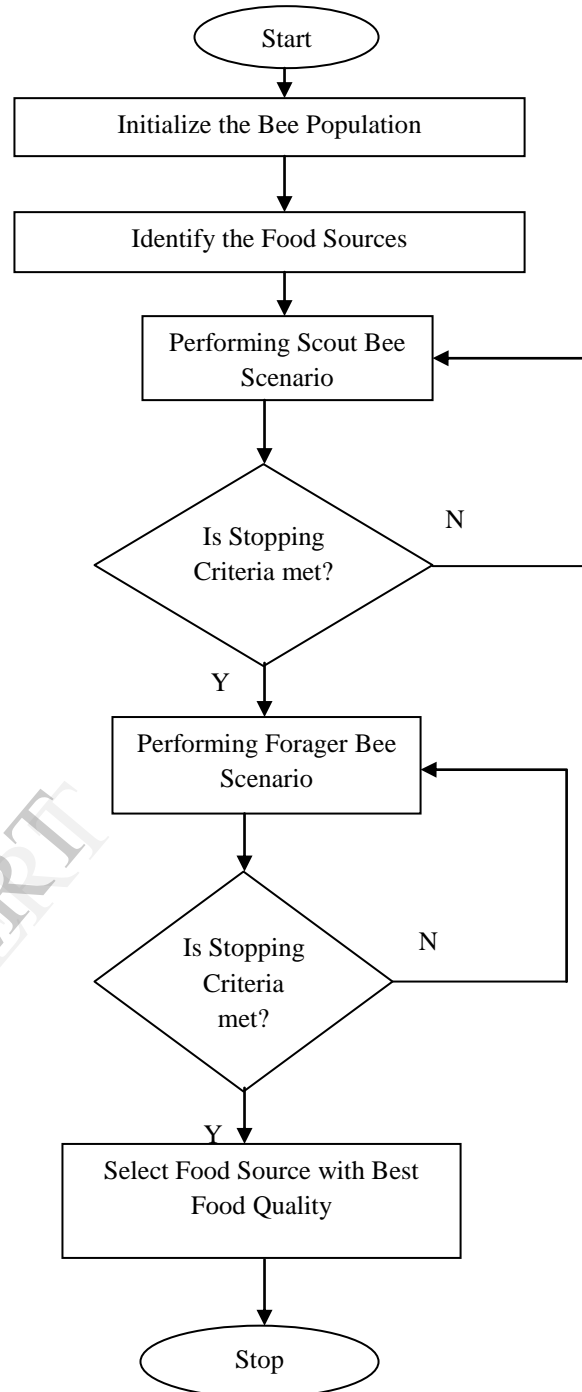 Start
Initialize the Bee Population
Identify the Food Sources
Performing Scout Bee
Scenario
N
Is Stopping
Criteria met?
Y
Performing Forager Bee
Scenario
N
Is Stopping
Criteria
met?
Y
Select Food Source with Best
Food Quality
Stop